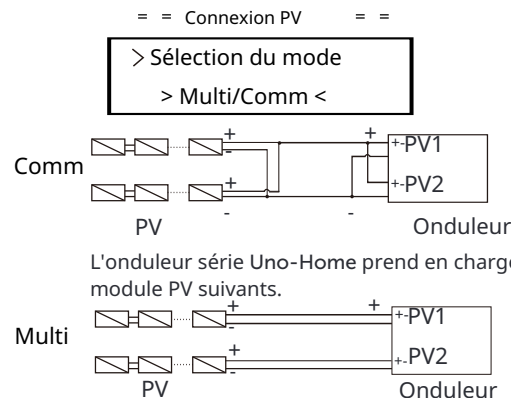 = = Connexion PV = =
> Sélection du mode
> Multi/Comm <
Comm
+ + +-PV1
-
+ +-PV2
- -
PV Onduleur
L'onduleur série Uno-Home prend en charge
module PV suivants.
Multi
+ + +-PV1
-
+ +-PV2
-
PV Onduleur